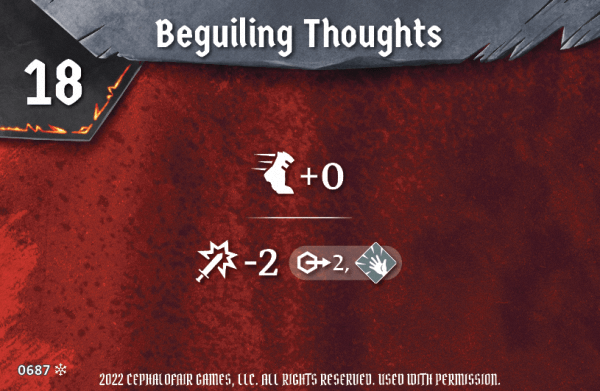 Beguiling Thoughts
18
+0
-2 2,
0687
2022 CEPHALOFAIR GAMES, LLC. ALL RIGHTS RESERVED. USED WITH PERMISSION.